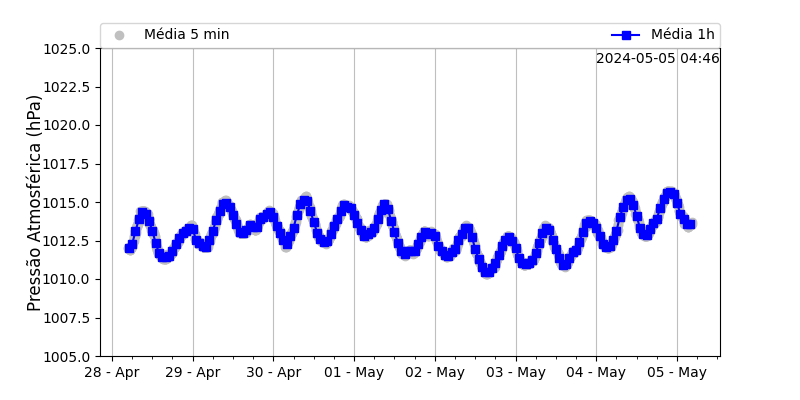 Média 5 min
Média 1h
2024-05-05 04:46
Pressão Atmosférica (hPa)
1025.0
1022.5
1020.0
1017.5
1015.0
1012.5
1010.0
1007.5
1005.0
28 - Apr
29 - Apr
30 - Apr
01 - May
02 - May
03 - May
04 - May
05 - May